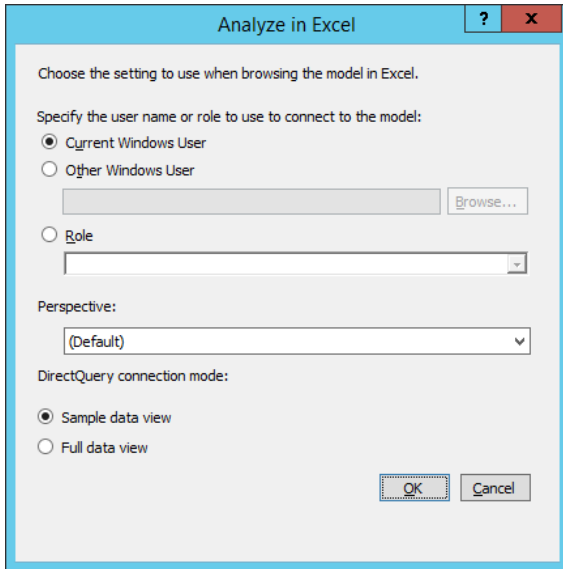 Analyze in Excel
? x
Choose the setting to use when browsing the model in Excel.
Specify the user name or role to use to connect to the model:
Current Windows User
Other Windows User
Browse...
Role
Perspective:
(Default)
DirectQuery connection mode:
Sample data view
Full data view
OK Cancel